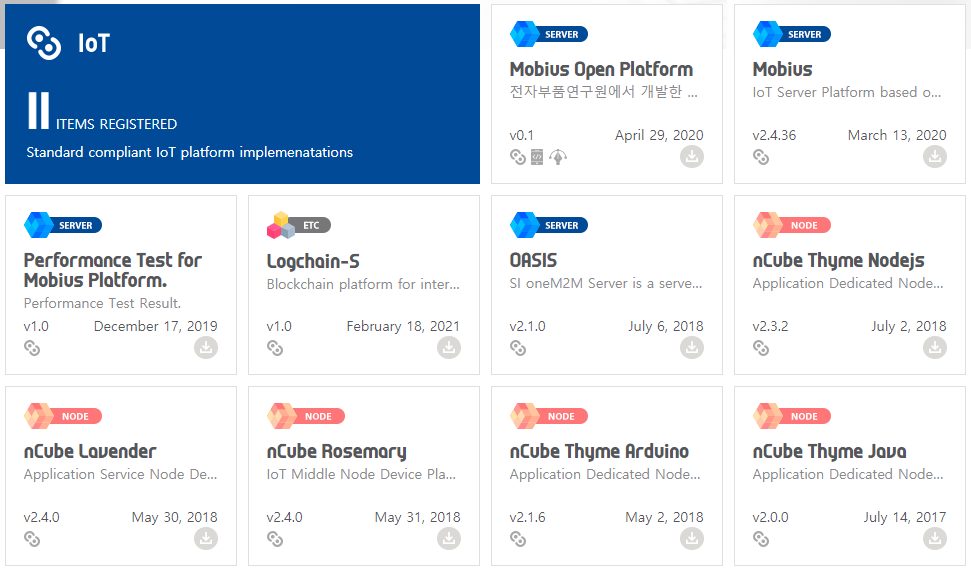 IoT
11 ITEMS REGISTERED
Standard compliant IoT platform implemenatations
SERVER
Mobius Open Platform
전자부품연구원에서 개발한 ...
v0.1 April 29, 2020
SERVER
Mobius
IoT Server Platform based o...
v2.4.36 March 13, 2020
SERVER
Performance Test for
Mobius Platform.
Performance Test Result.
v1.0 December 17, 2019
ETC
Logchain-S
Blockchain platform for inter...
v1.0 February 18, 2021
SERVER
OASIS
SI oneM2M Server is a serve...
v2.1.0 July 6, 2018
NODE
nCube Thyme Nodejs
Application Dedicated Node...
v2.3.2 July 2, 2018
NODE
nCube Lavender
Application Service Node De...
v2.4.0 May 30, 2018
NODE
nCube Rosemary
IoT Middle Node Device Pla...
v2.4.0 May 31, 2018
NODE
nCube Thyme Arduino
Application Dedicated Node...
v2.1.6 May 2, 2018
NODE
nCube Thyme Java
Application Dedicated Node...
v2.0.0 July 14, 2017